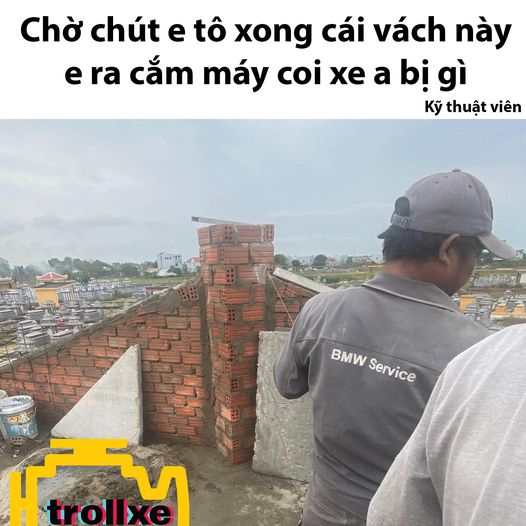 Chờ chút e tô xong cái vách này
e ra cắm máy coi xe a bị gì
Kỹ thuật viên
BMW Service
trollxe